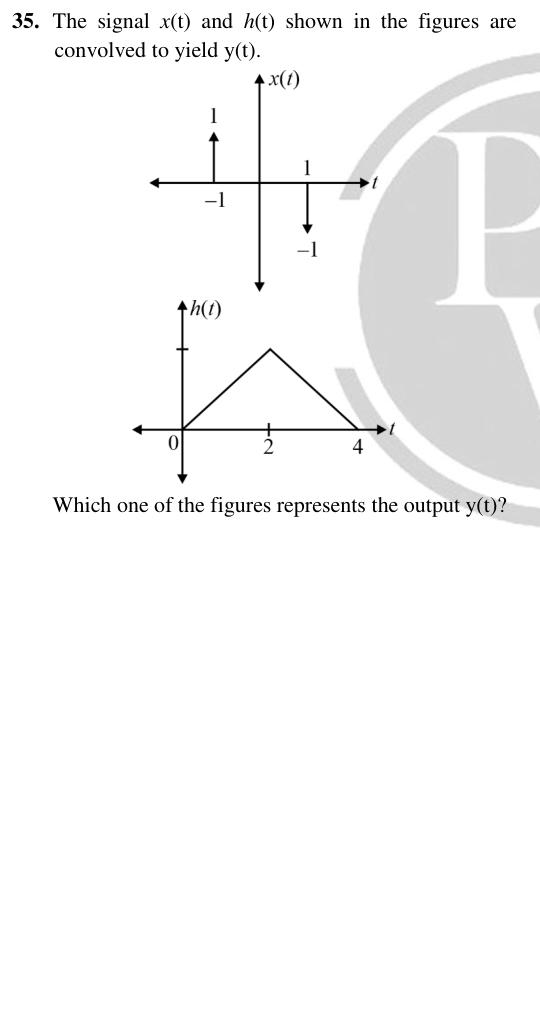 35. The signal x(t) and h(t) shown in the figures are
convolved to yield y(t).
x(t)
1
1
t
–1
–1
h(t)
t
0
2
4
Which one of the figures represents the output y(t)?